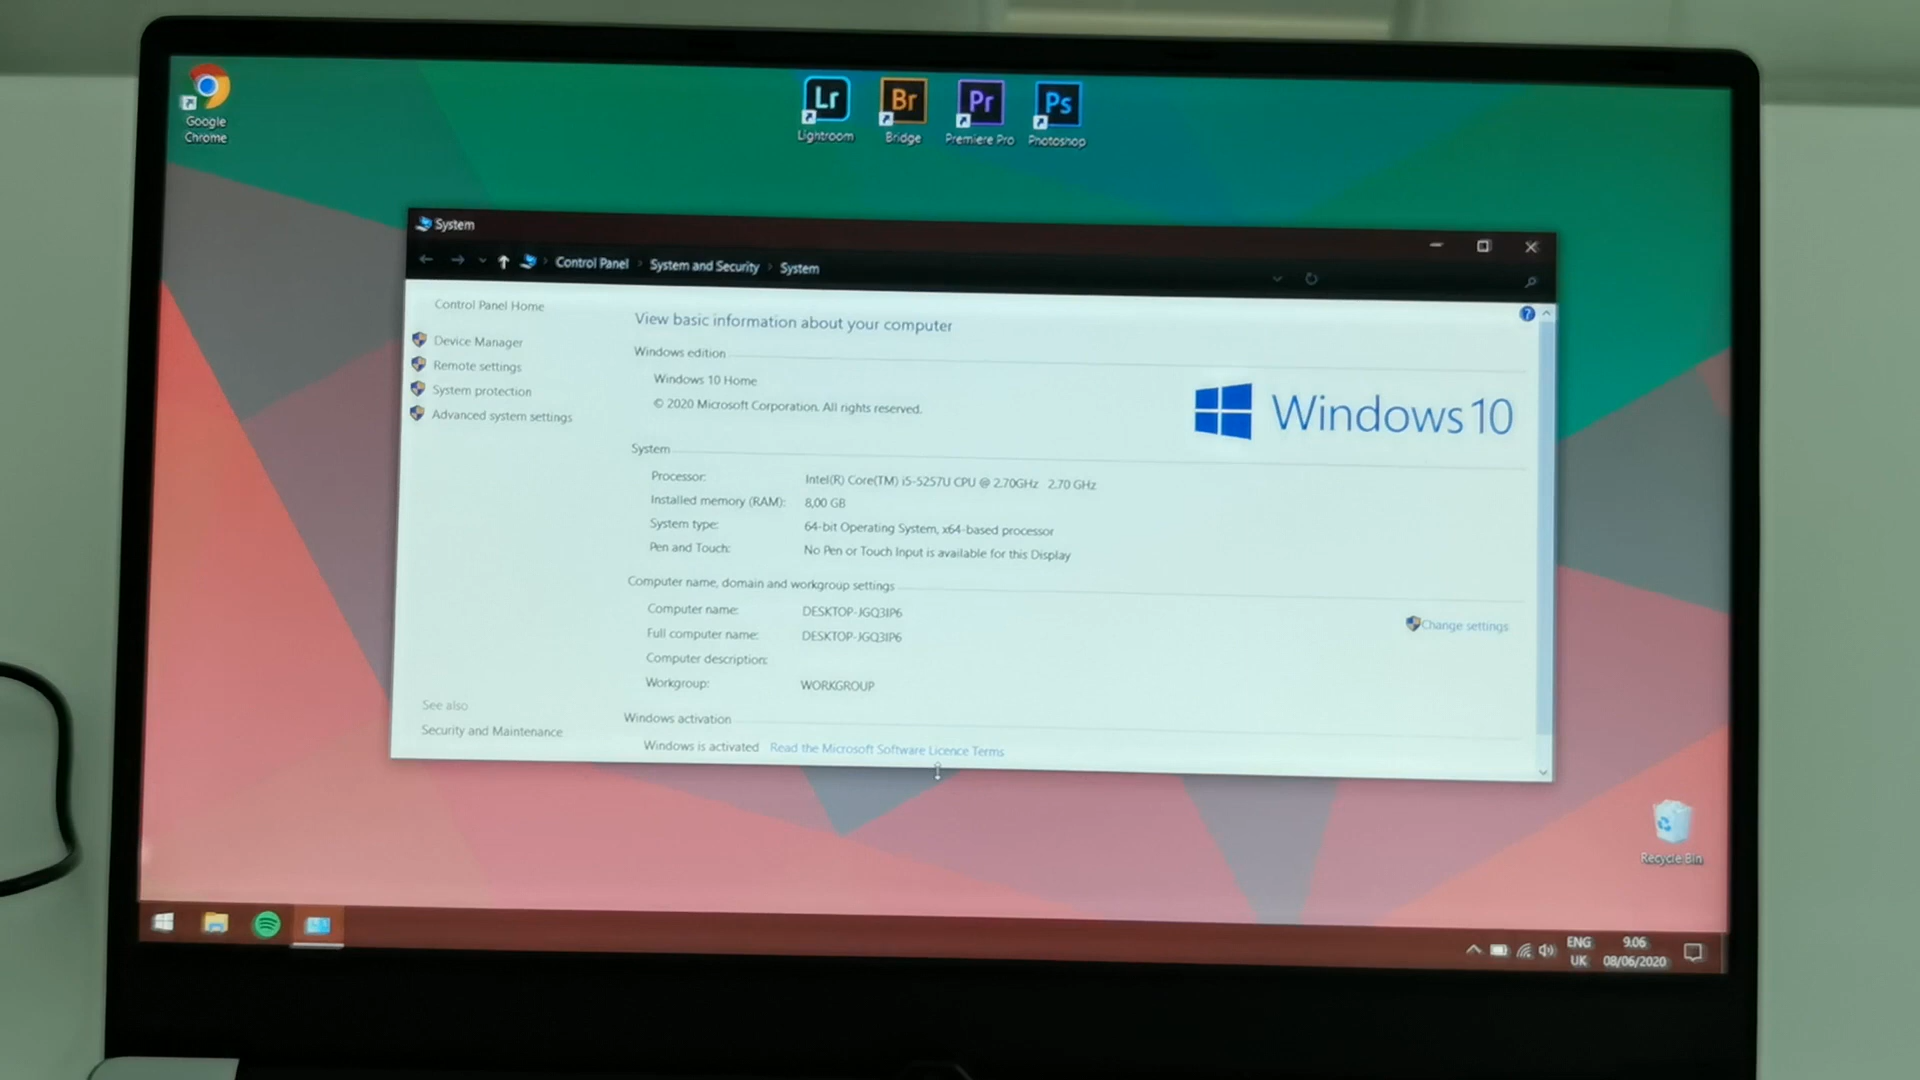 Google
Chrome
Lr
Lightroom
Br
Bridge
Pr
Premiere Pro
Ps
Photoshop
System
Control Panel › System and Security › System
Control Panel Home
Device Manager
Remote settings
System protection
Advanced system settings
See also
Security and Maintenance
View basic information about your computer
Windows edition
Windows 10 Home
© 2020 Microsoft Corporation. All rights reserved.
Windows 10
System
Processor: Intel(R) Core(TM) i5-5257U CPU @ 2.70GHz 2.70 GHz
Installed memory (RAM): 8,00 GB
System type: 64-bit Operating System, x64-based processor
Pen and Touch: No Pen or Touch Input is available for this Display
Computer name, domain and workgroup settings
Computer name: DESKTOP-JGQ3IP6
Change settings
Full computer name: DESKTOP-JGQ3IP6
Computer description:
Workgroup: WORKGROUP
Windows activation
Windows is activated Read the Microsoft Software Licence Terms
Recycle Bin
ENG
UK
9.06
08/06/2020